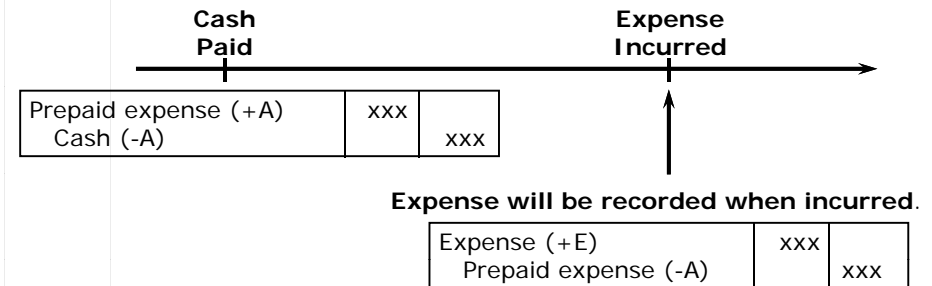 Cash Paid
Expense Incurred
Prepaid expense (+A) xxx
Cash (-A) xxx
Expense will be recorded when incurred.
Expense (+E) xxx
Prepaid expense (-A) xxx